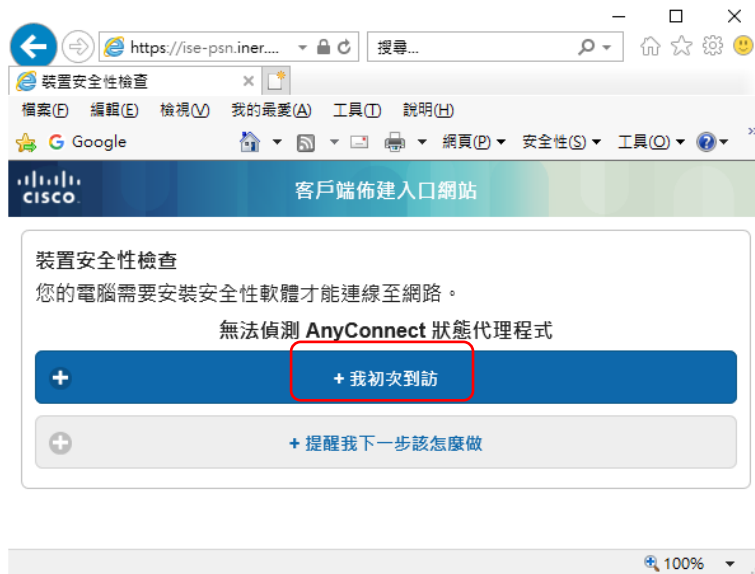 https://ise-psn.iner....
搜尋...
裝置安全性檢查
檔案(F) 編輯(E) 檢視(V) 我的最愛(A) 工具(T) 說明(H)
G Google 網頁(P) 安全性(S) 工具(O)
CISCO
客戶端佈建入口網站
裝置安全性檢查
您的電腦需要安裝安全性軟體才能連線至網路。
無法偵測 AnyConnect 狀態代理程式
+ 我初次到訪
+ 提醒我下一步該怎麼做
100%